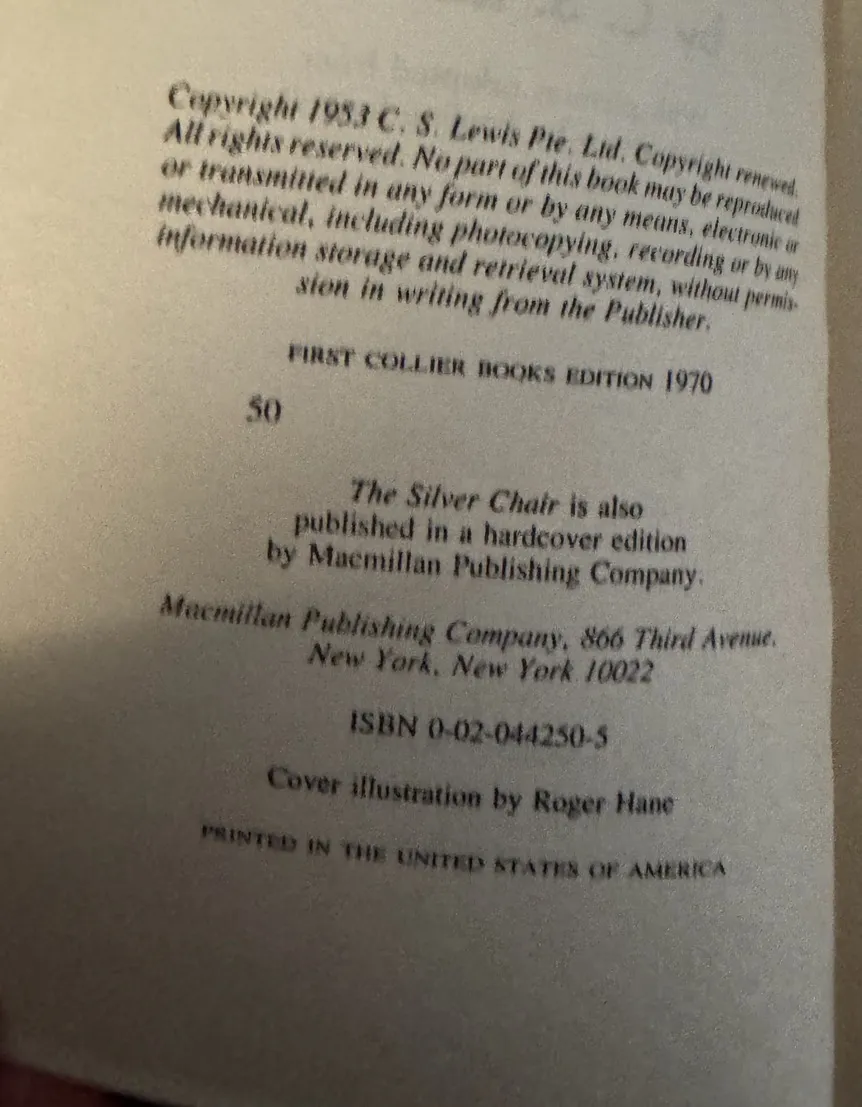 Copyright 1953 C. S. Lewis Pte. Ltd. Copyright renewed.
All rights reserved. No part of this book may be reproduced
or transmitted in any form or by any means, electronic or
mechanical, including photocopying, recording or by any
information storage and retrieval system, without permis-
sion in writing from the Publisher.
FIRST COLLIER BOOKS EDITION 1970
50
The Silver Chair is also
published in a hardcover edition
by Macmillan Publishing Company.
Macmillan Publishing Company, 866 Third Avenue,
New York, New York 10022
ISBN 0-02-044250-5
Cover illustration by Roger Hane
PRINTED IN THE UNITED STATES OF AMERICA